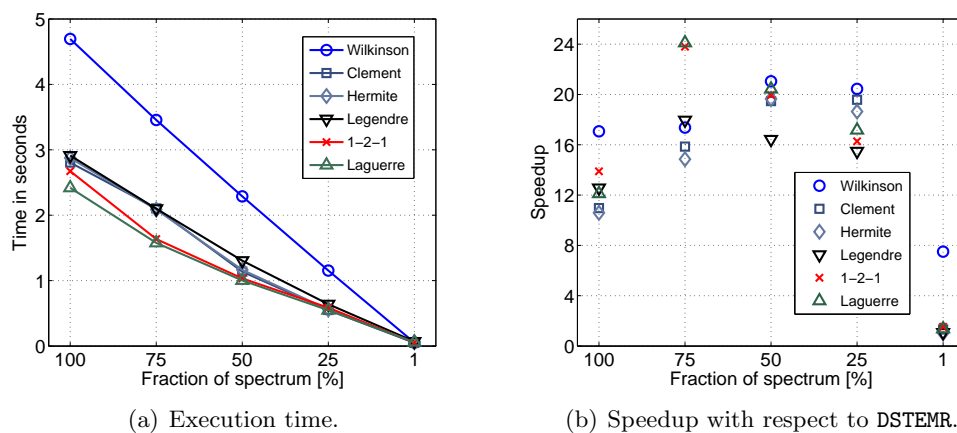 5
4
3
2
1
0
Time in seconds
100 75 50 25 1
Fraction of spectrum [%]
Wilkinson
Clement
Hermite
Legendre
1−2−1
Laguerre
(a) Execution time.
24
20
16
12
8
4
0
Speedup
100 75 50 25 1
Fraction of spectrum [%]
Wilkinson
Clement
Hermite
Legendre
1−2−1
Laguerre
(b) Speedup with respect to DSTEMR.